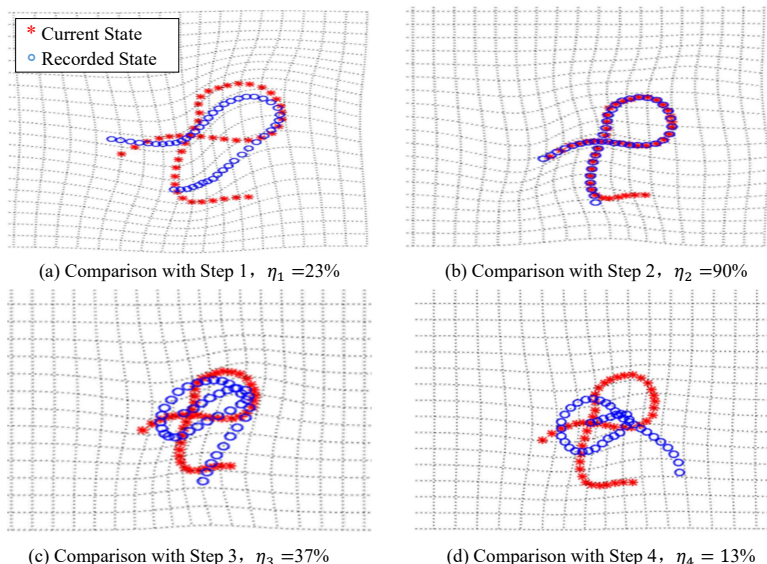 * Current State
○ Recorded State
(a) Comparison with Step 1，η₁ =23%
(b) Comparison with Step 2，η₂ =90%
(c) Comparison with Step 3，η₃ =37%
(d) Comparison with Step 4，η₄ = 13%